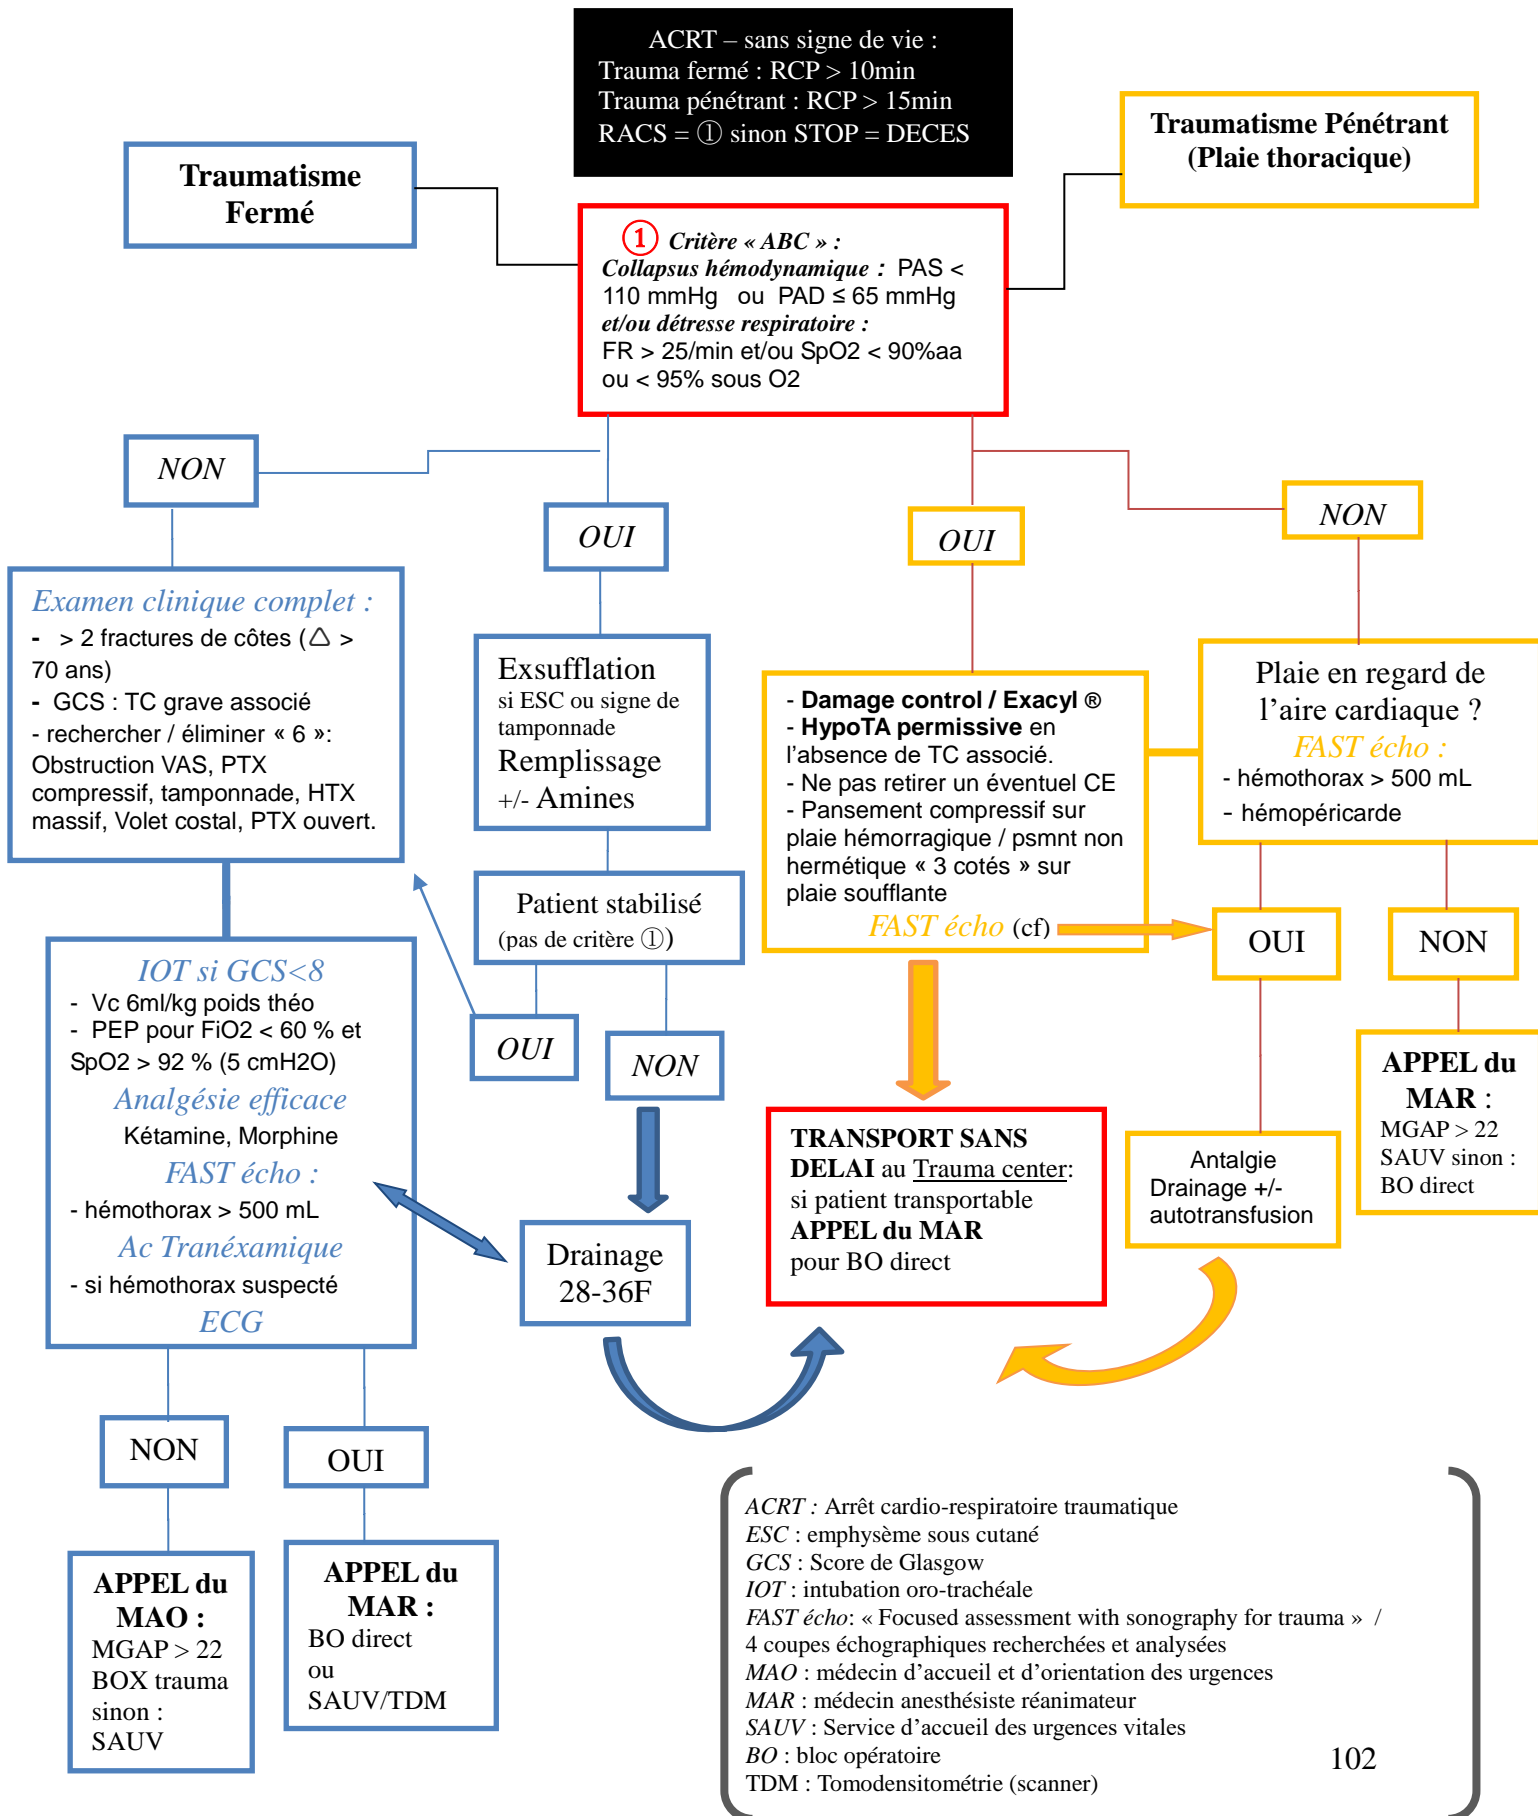 ACRT – sans signe de vie :
Trauma fermé : RCP > 10min
Trauma pénétrant : RCP > 15min
RACS = ① sinon STOP = DECES
Traumatisme
Fermé
Traumatisme Pénétrant
(Plaie thoracique)
① Critère « ABC » :
Collapsus hémodynamique : PAS <
110 mmHg ou PAD ≤ 65 mmHg
et/ou détresse respiratoire :
FR > 25/min et/ou SpO2 < 90%aa
ou < 95% sous O2
NON
OUI
OUI
NON
Examen clinique complet :
- > 2 fractures de côtes (△ >
70 ans)
- GCS : TC grave associé
- rechercher / éliminer « 6 »:
Obstruction VAS, PTX
compressif, tamponnade, HTX
massif, Volet costal, PTX ouvert.
Exsufflation
si ESC ou signe de
tamponnade
Remplissage
+/- Amines
- Damage control / Exacyl ®
- HypoTA permissive en
l’absence de TC associé.
- Ne pas retirer un éventuel CE
- Pansement compressif sur
plaie hémorragique / psmnt non
hermétique « 3 cotés » sur
plaie soufflante
FAST écho (cf)
Plaie en regard de
l’aire cardiaque ?
FAST écho :
- hémothorax > 500 mL
- hémopéricarde
Patient stabilisé
(pas de critère ①)
OUI
NON
OUI
NON
IOT si GCS<8
- Vc 6ml/kg poids théo
- PEP pour FiO2 < 60 % et
SpO2 > 92 % (5 cmH2O)
Analgésie efficace
Kétamine, Morphine
FAST écho :
- hémothorax > 500 mL
Ac Tranéxamique
- si hémothorax suspecté
ECG
Drainage
28-36F
TRANSPORT SANS
DELAI au Trauma center:
si patient transportable
APPEL du MAR
pour BO direct
Antalgie
Drainage +/-
autotransfusion
APPEL du
MAR :
MGAP > 22
SAUV sinon :
BO direct
NON
OUI
APPEL du
MAO :
MGAP > 22
BOX trauma
sinon :
SAUV
APPEL du
MAR :
BO direct
ou
SAUV/TDM
ACRT : Arrêt cardio-respiratoire traumatique
ESC : emphysème sous cutané
GCS : Score de Glasgow
IOT : intubation oro-trachéale
FAST écho: « Focused assessment with sonography for trauma » /
4 coupes échographiques recherchées et analysées
MAO : médecin d’accueil et d’orientation des urgences
MAR : médecin anesthésiste réanimateur
SAUV : Service d’accueil des urgences vitales
BO : bloc opératoire
TDM : Tomodensitométrie (scanner)
102